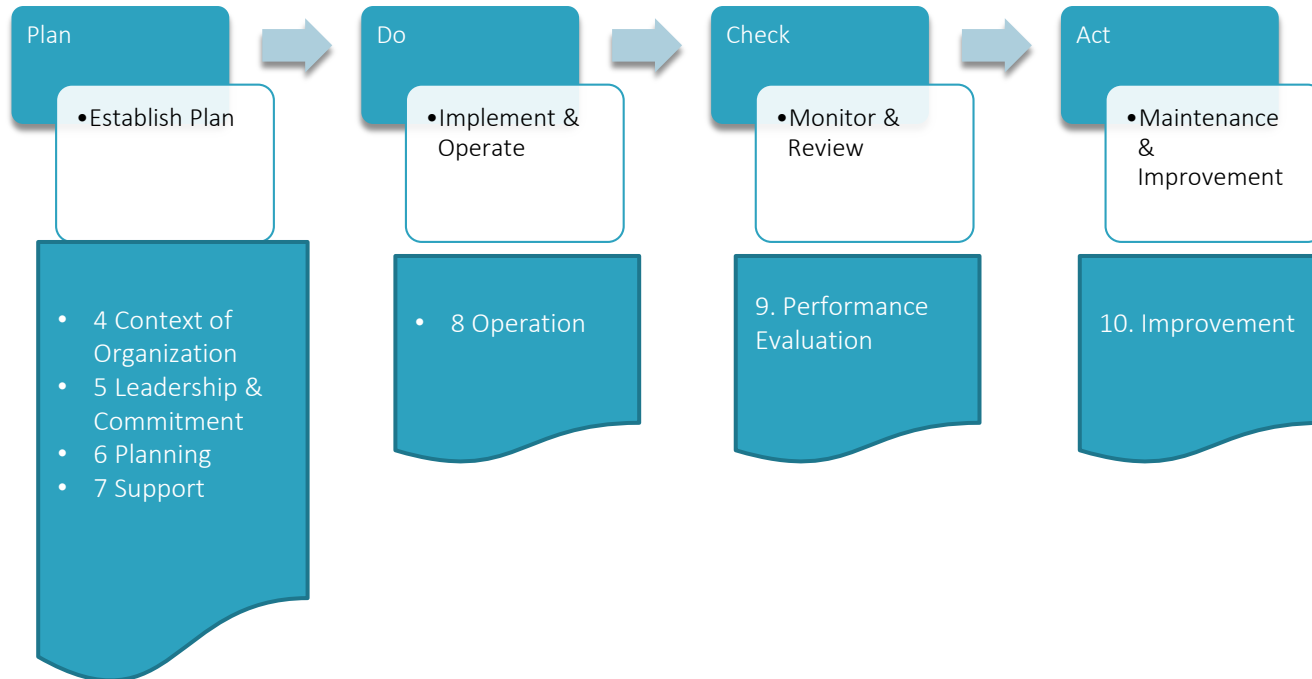 Plan
•Establish Plan
• 4 Context of
Organization
• 5 Leadership &
Commitment
• 6 Planning
• 7 Support
Do
•Implement &
Operate
• 8 Operation
Check
•Monitor &
Review
9. Performance
Evaluation
Act
•Maintenance
&
Improvement
10. Improvement